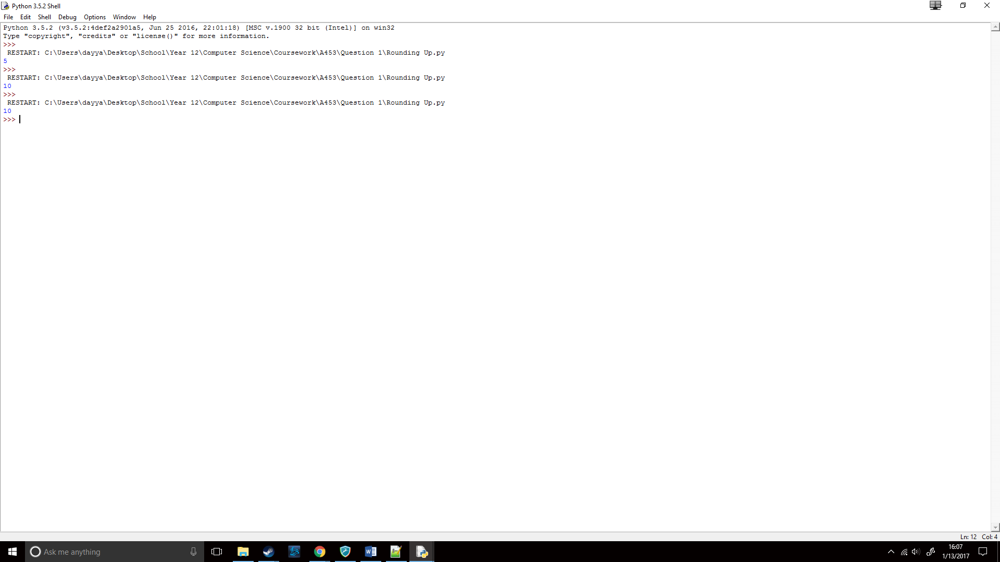 Python 3.5.2 Shell
File Edit Shell Debug Options Window Help
Python 3.5.2 (v3.5.2:4def2a2901a5, Jun 25 2016, 22:01:18) [MSC v.1900 32 bit (Intel)] on win32
Type "copyright", "credits" or "license()" for more information.
>>>
RESTART: C:\Users\dayya\Desktop\School\Year 12\Computer Science\Coursework\A453\Question 1\Rounding Up.py
5
>>>
RESTART: C:\Users\dayya\Desktop\School\Year 12\Computer Science\Coursework\A453\Question 1\Rounding Up.py
10
>>>
RESTART: C:\Users\dayya\Desktop\School\Year 12\Computer Science\Coursework\A453\Question 1\Rounding Up.py
10
>>>
Ln: 12 Col: 4
Ask me anything
16:07
1/13/2017